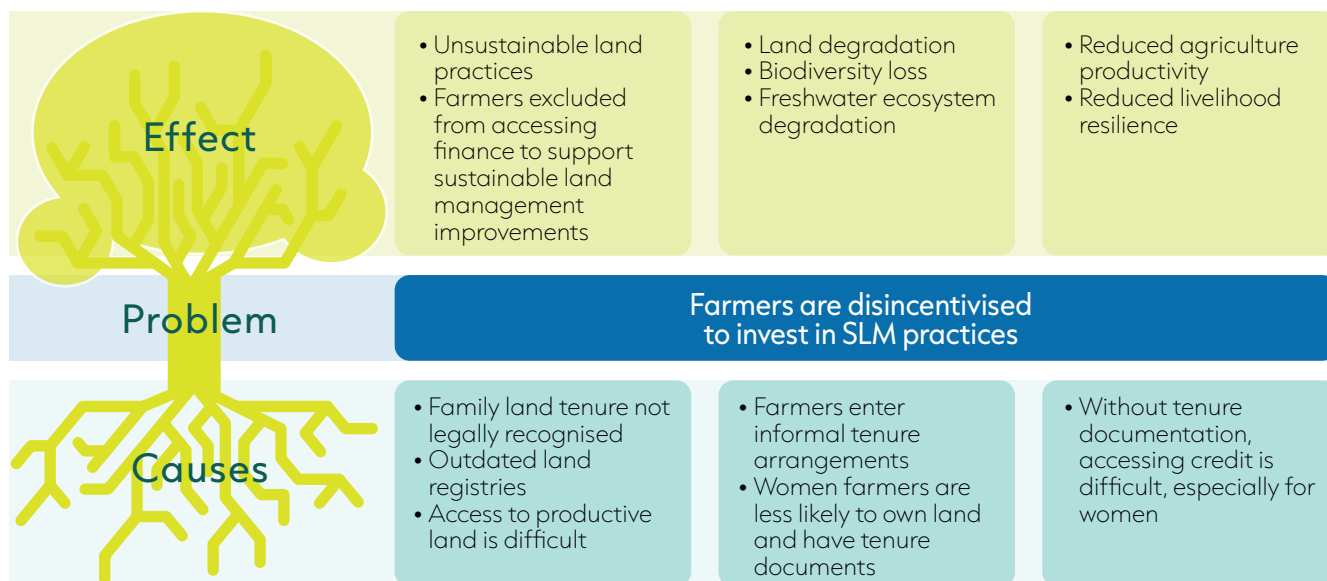 Effect
• Unsustainable land
practices
• Farmers excluded
from accessing
finance to support
sustainable land
management
improvements
• Land degradation
• Biodiversity loss
• Freshwater ecosystem
degradation
• Reduced agriculture
productivity
• Reduced livelihood
resilience
Problem
Farmers are disincentivised
to invest in SLM practices
Causes
• Family land tenure not
legally recognised
• Outdated land
registries
• Access to productive
land is difficult
• Farmers enter
informal tenure
arrangements
• Women farmers are
less likely to own land
and have tenure
documents
• Without tenure
documentation,
accessing credit is
difficult, especially for
women